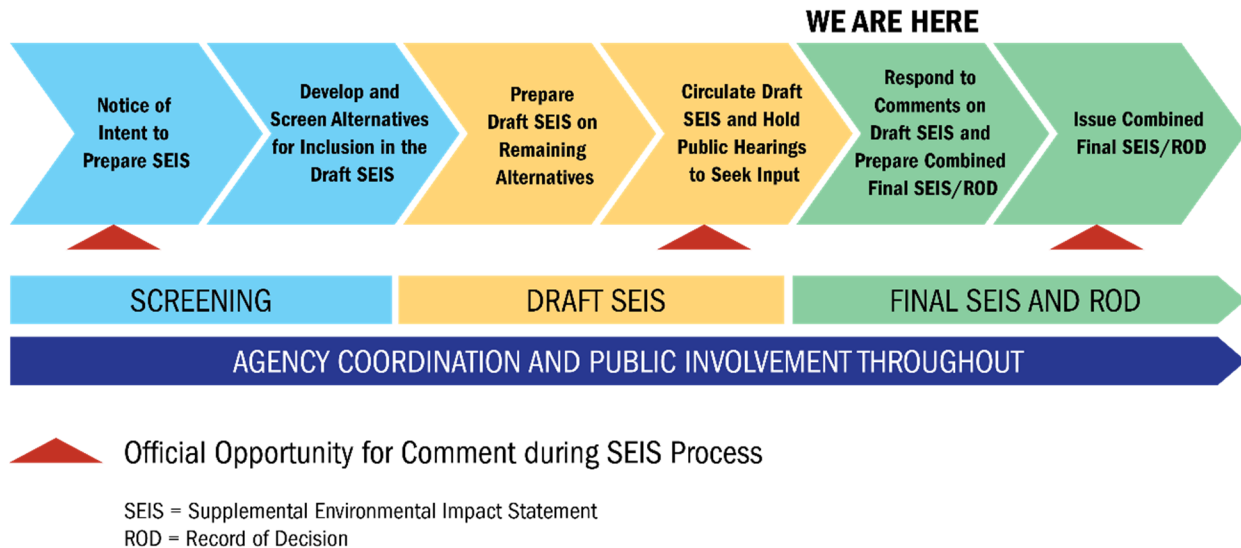 WE ARE HERE
Notice of
Intent to
Prepare SEIS
Develop and
Screen Alternatives
for Inclusion in the
Draft SEIS
Prepare
Draft SEIS on
Remaining
Alternatives
Circulate Draft
SEIS and Hold
Public Hearings
to Seek Input
Respond to
Comments on
Draft SEIS and
Prepare Combined
Final SEIS/ROD
Issue Combined
Final SEIS/ROD
SCREENING
DRAFT SEIS
FINAL SEIS AND ROD
AGENCY COORDINATION AND PUBLIC INVOLVEMENT THROUGHOUT
Official Opportunity for Comment during SEIS Process
SEIS = Supplemental Environmental Impact Statement
ROD = Record of Decision